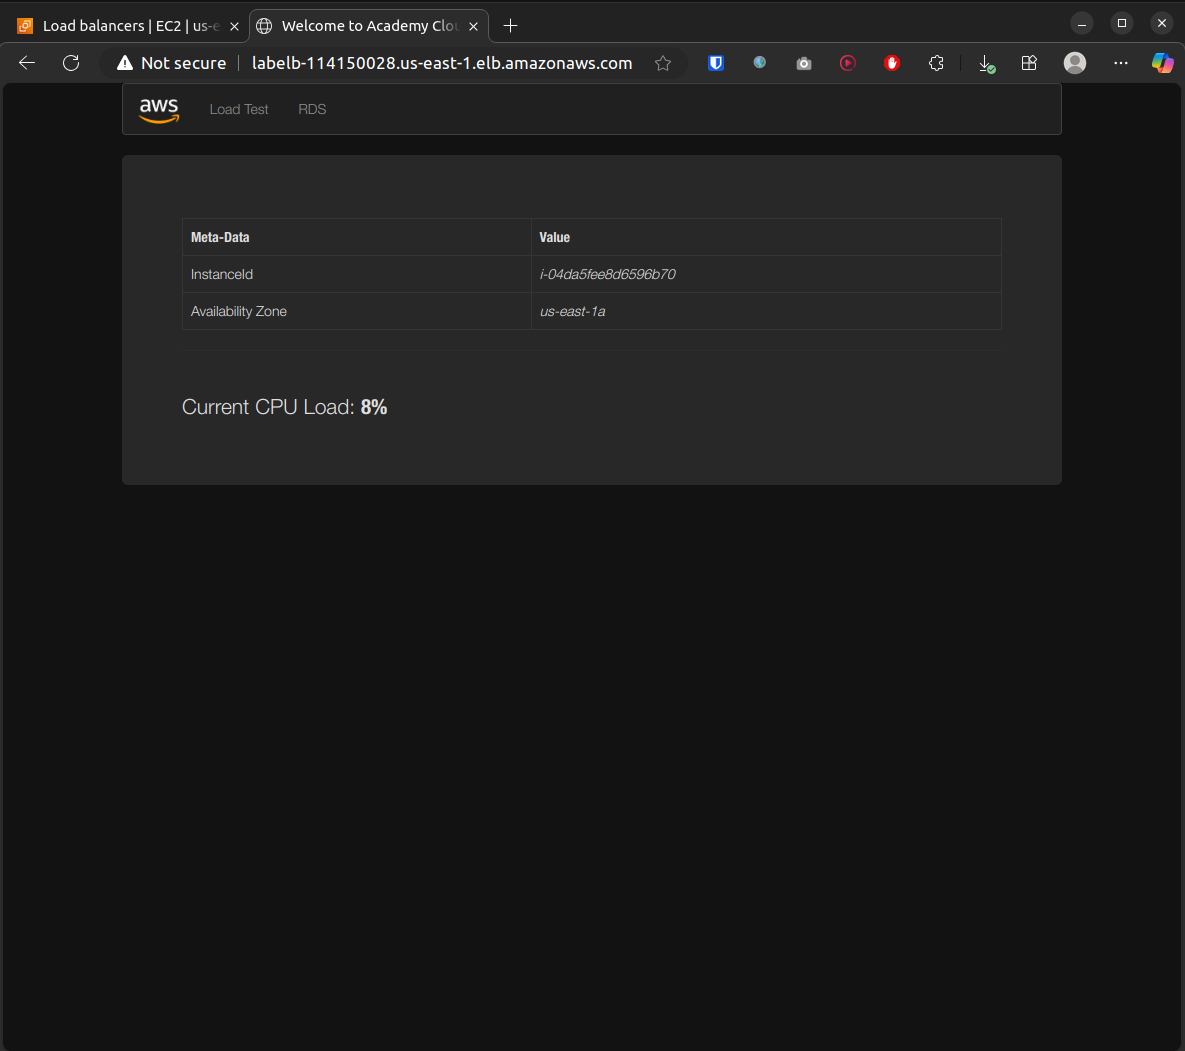 Load balancers | EC2 | us-e
Welcome to Academy Clou
Not secure labelb-114150028.us-east-1.elb.amazonaws.com
aws Load Test RDS
Meta-Data Value
InstanceId i-04da5fee8d6596b70
Availability Zone us-east-1a
Current CPU Load: 8%